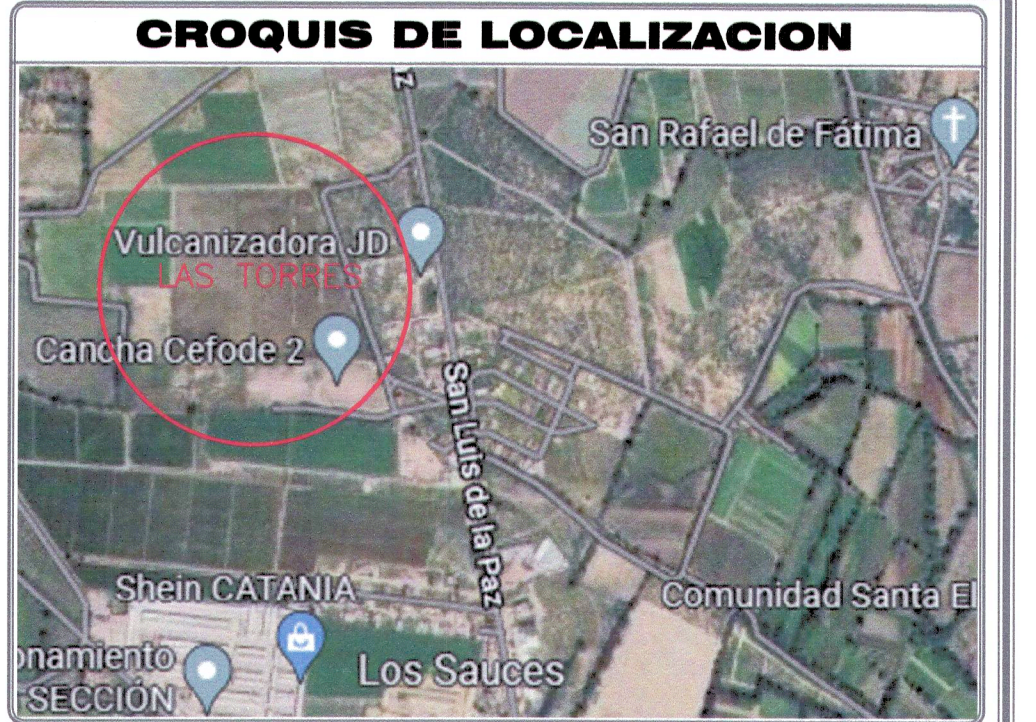 CROQUIS DE LOCALIZACION
San Rafael de Fátima
Vulcanizadora JD
LAS TORRES
Cancha Cefode 2
San Luis de la Paz
Shein CATANIA
Comunidad Santa El
Los Sauces
onamiento
SECCIÓN